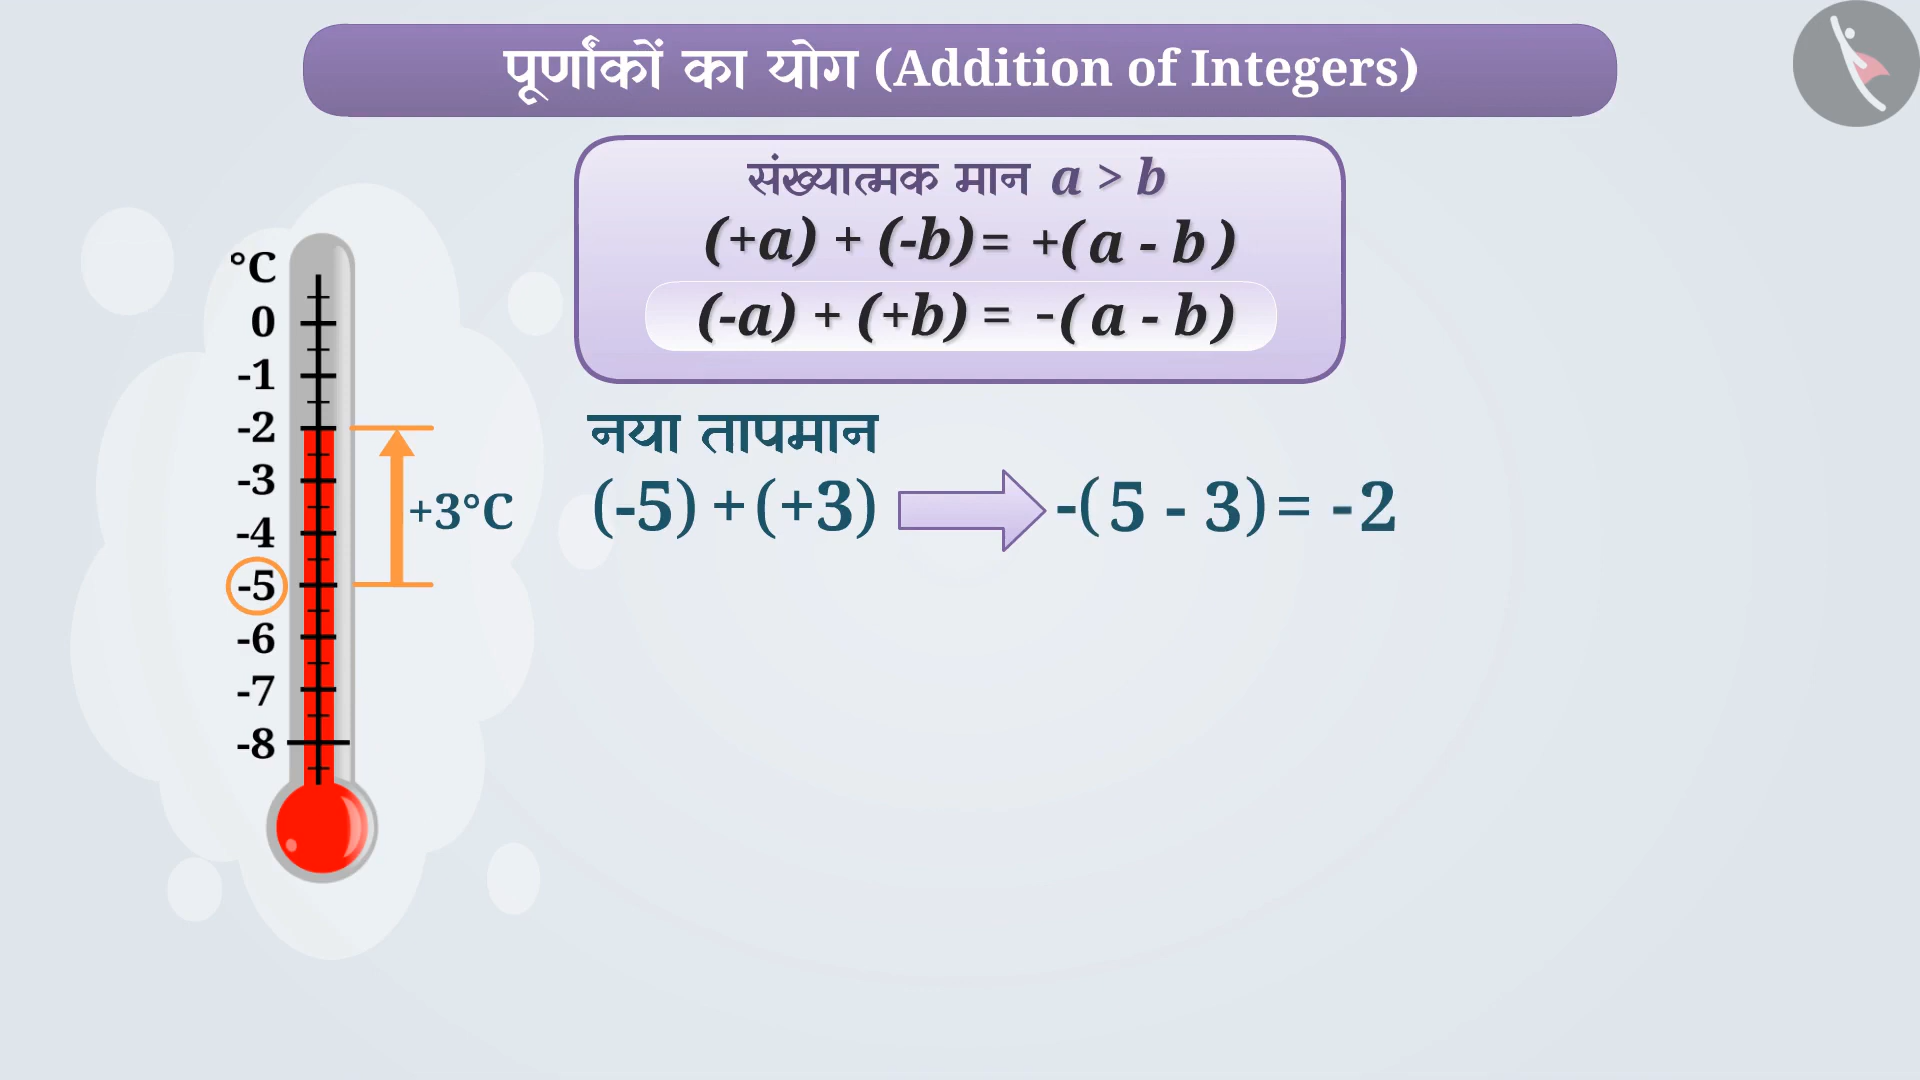 पूर्णांकों का योग (Addition of Integers)
संख्यात्मक मान a > b
(+a) + (-b) = +(a - b)
(-a) + (+b) = -(a - b)
°C
0
-1
-2
-3
-4
-5
-6
-7
-8
+3°C
नया तापमान
(-5) + (+3) -(5 - 3) = -2